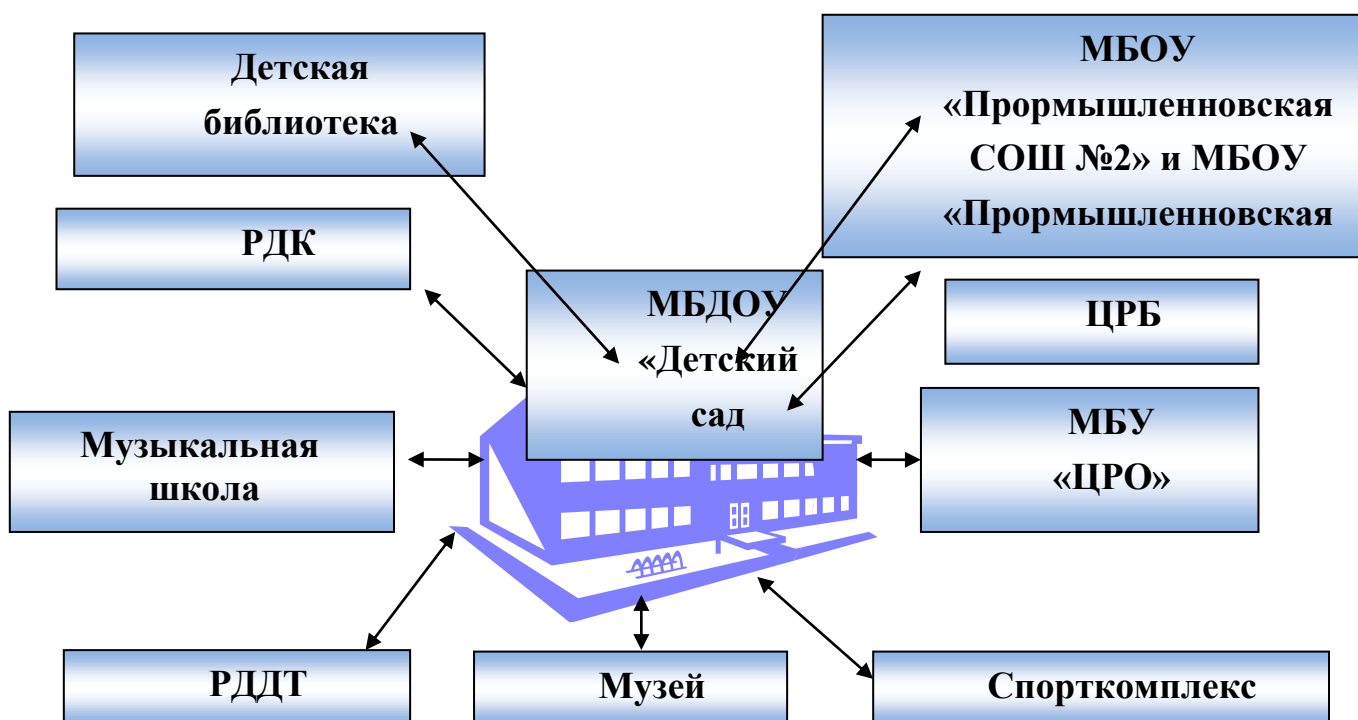 Детская
библиотека
МБОУ
«Прормышленновская
СОШ №2» и МБОУ
«Прормышленновская
РДК
МБДОУ
«Детский
сад
ЦРБ
Музыкальная
школа
МБУ
«ЦРО»
РДДТ
Музей
Спорткомплекс